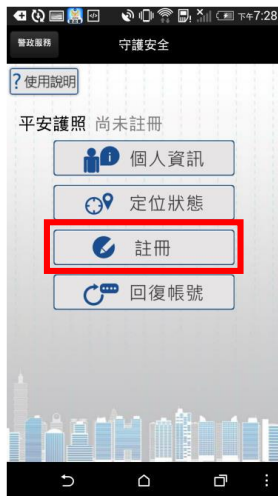 下午7:28
警政服務 守護安全
?使用說明
平安護照 尚未註冊
個人資訊
定位狀態
註冊
回復帳號